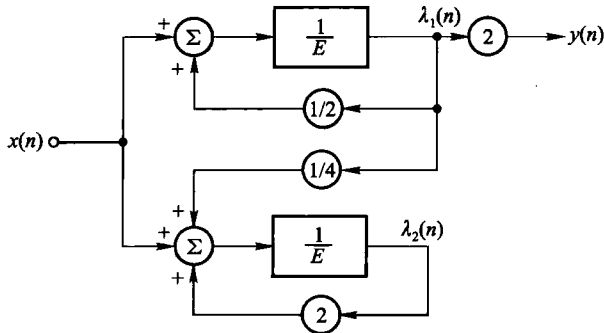 + Σ 1/E λ₁(n) 2 y(n)
+
1/2
x(n)
1/4
+
+ Σ 1/E λ₂(n)
+
2